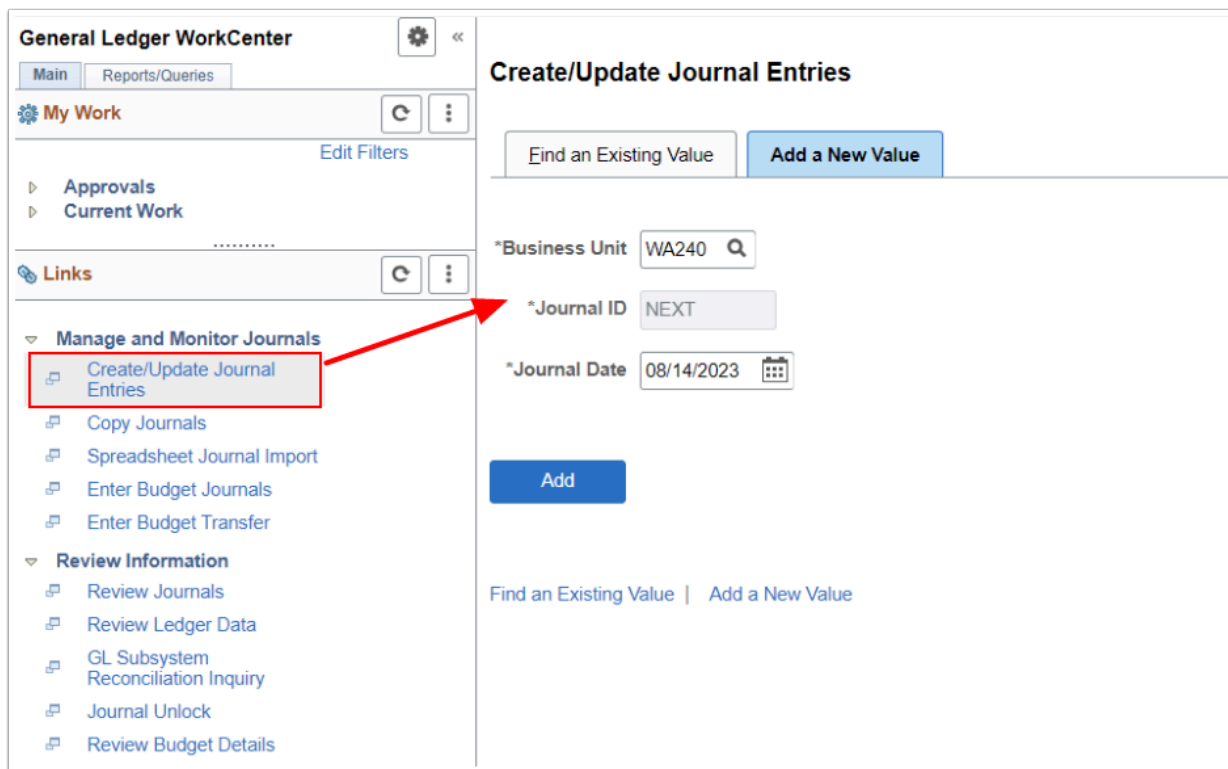 General Ledger WorkCenter
Main
Reports/Queries
My Work
Edit Filters
Approvals
Current Work
Links
Manage and Monitor Journals
Create/Update Journal
Entries
Copy Journals
Spreadsheet Journal Import
Enter Budget Journals
Enter Budget Transfer
Review Information
Review Journals
Review Ledger Data
GL Subsystem
Reconciliation Inquiry
Journal Unlock
Review Budget Details
Create/Update Journal Entries
Find an Existing Value
Add a New Value
*Business Unit WA240
*Journal ID NEXT
*Journal Date 08/14/2023
Add
Find an Existing Value | Add a New Value